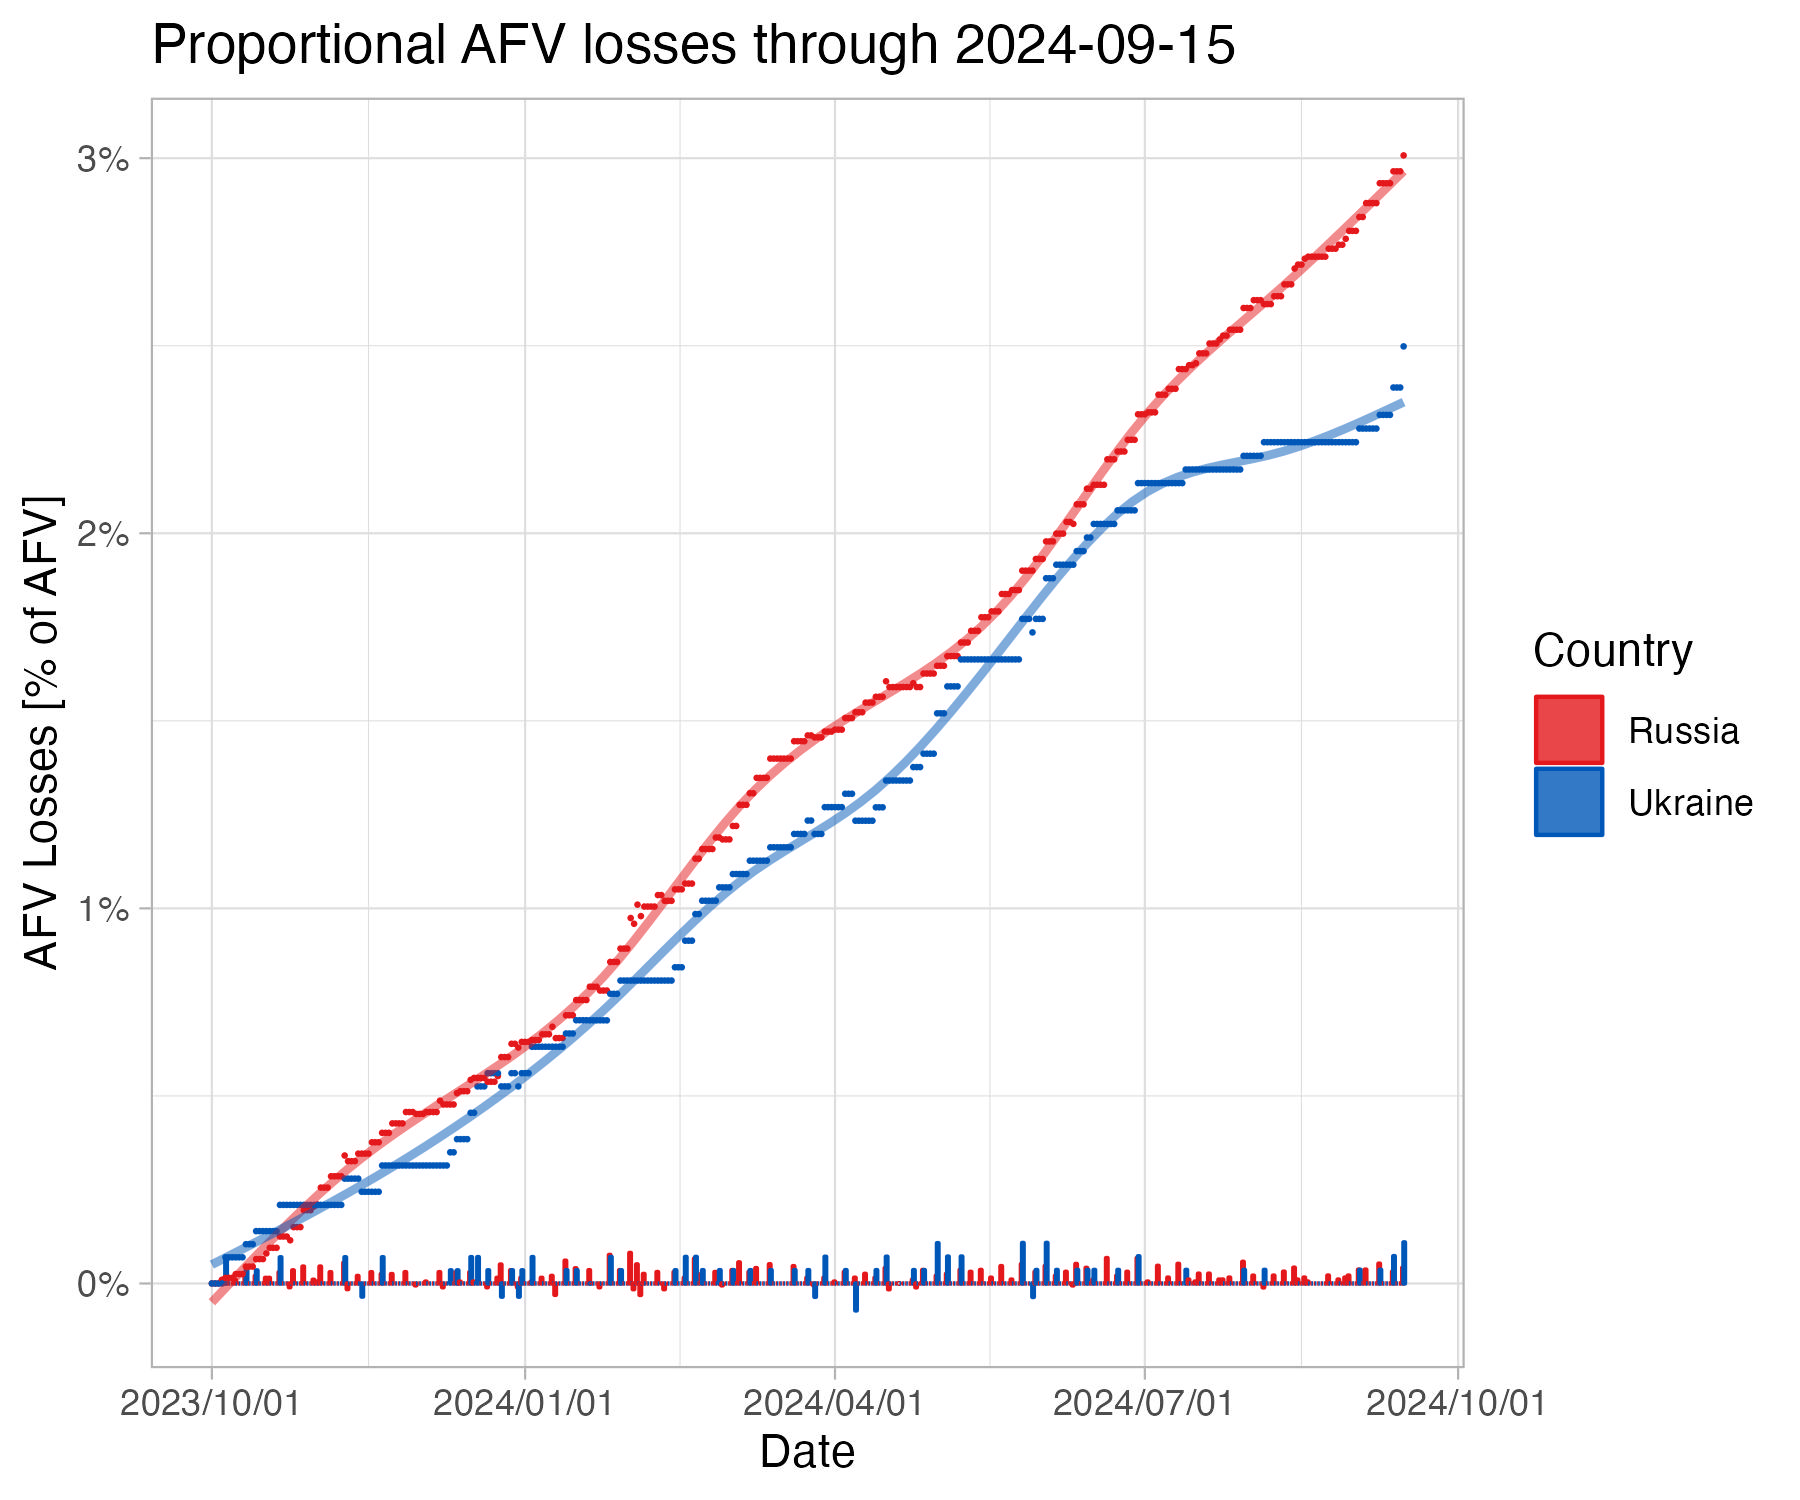 Proportional AFV losses through 2024-09-15
AFV Losses [% of AFV]
3%
2%
1%
0%
2023/10/01
2024/01/01
2024/04/01
2024/07/01
2024/10/01
Date
Country
Russia
Ukraine